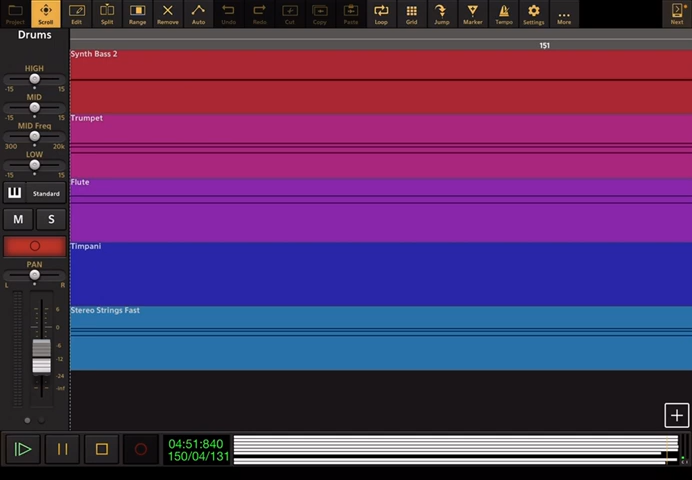 Project Scroll Edit Split Range Remove Auto Undo Redo Cut Copy Paste Loop Grid Jump Marker Tempo Settings More Next
Drums
151
Synth Bass 2
HIGH
-15 15
MID
-15 15
MID Freq
300 20k
LOW
-15 15
Standard
M S
PAN
L R
6
0
-6
-12
-24
-inf
Trumpet
Flute
Timpani
Stereo Strings Fast
04:51:840
150/04/131